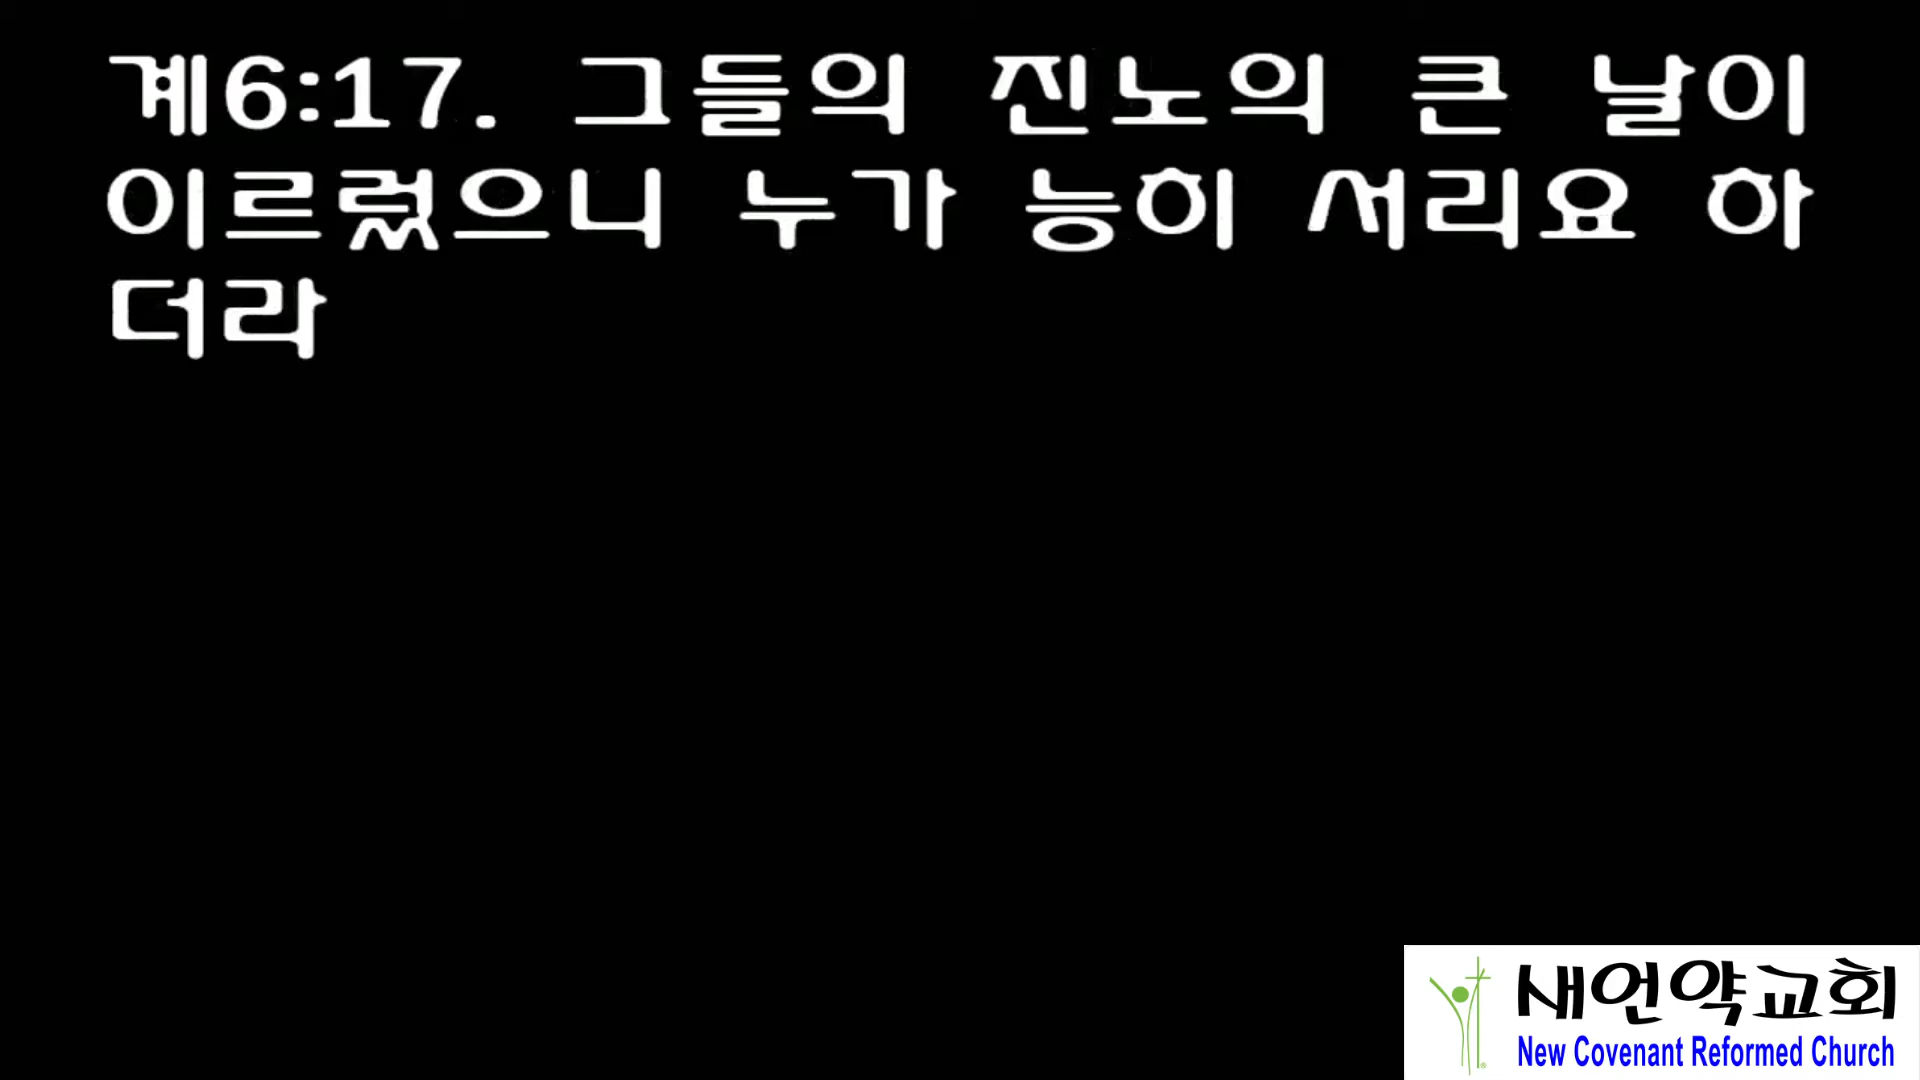 계6:17. 그들의 진노의 큰 날이
이르렀으니 누가 능히 서리요 하
더라
새언약교회
New Covenant Reformed Church